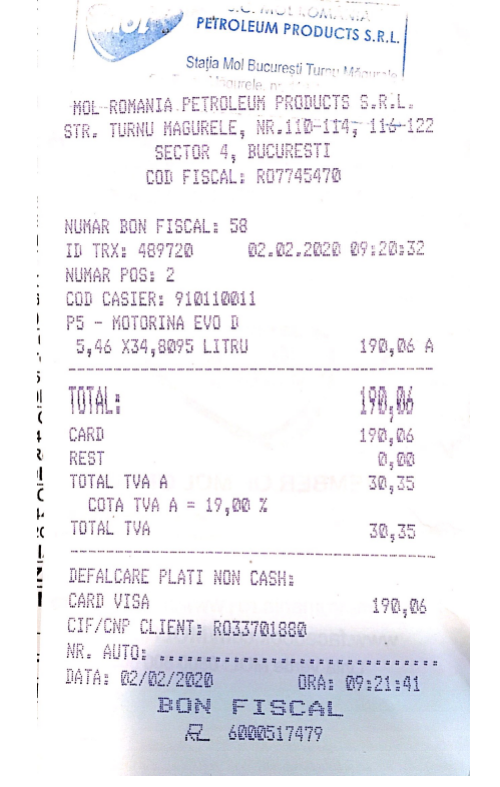 MOL
S.C. MOL ROMANIA
PETROLEUM PRODUCTS S.R.L.
Stația Mol București Turnu Măgurele
Măgurele, nr.
MOL ROMANIA PETROLEUM PRODUCTS S.R.L.
STR. TURNU MAGURELE, NR.110-114, 116-122
SECTOR 4, BUCURESTI
COD FISCAL: RO7745470
NUMAR BON FISCAL: 58
ID TRX: 489720 02.02.2020 09:20:32
NUMAR POS: 2
COD CASIER: 910110011
P5 - MOTORINA EVO D
5,46 X34,8095 LITRU 190,06 A
TOTAL: 190,06
CARD 190,06
REST 0,00
TOTAL TVA A 30,35
COTA TVA A = 19,00 %
TOTAL TVA 30,35
DEFALCARE PLATI NON CASH:
CARD VISA 190,06
CIF/CNP CLIENT: RO33701880
NR. AUTO: ................................
DATA: 02/02/2020 ORA: 09:21:41
BON FISCAL
6000517479